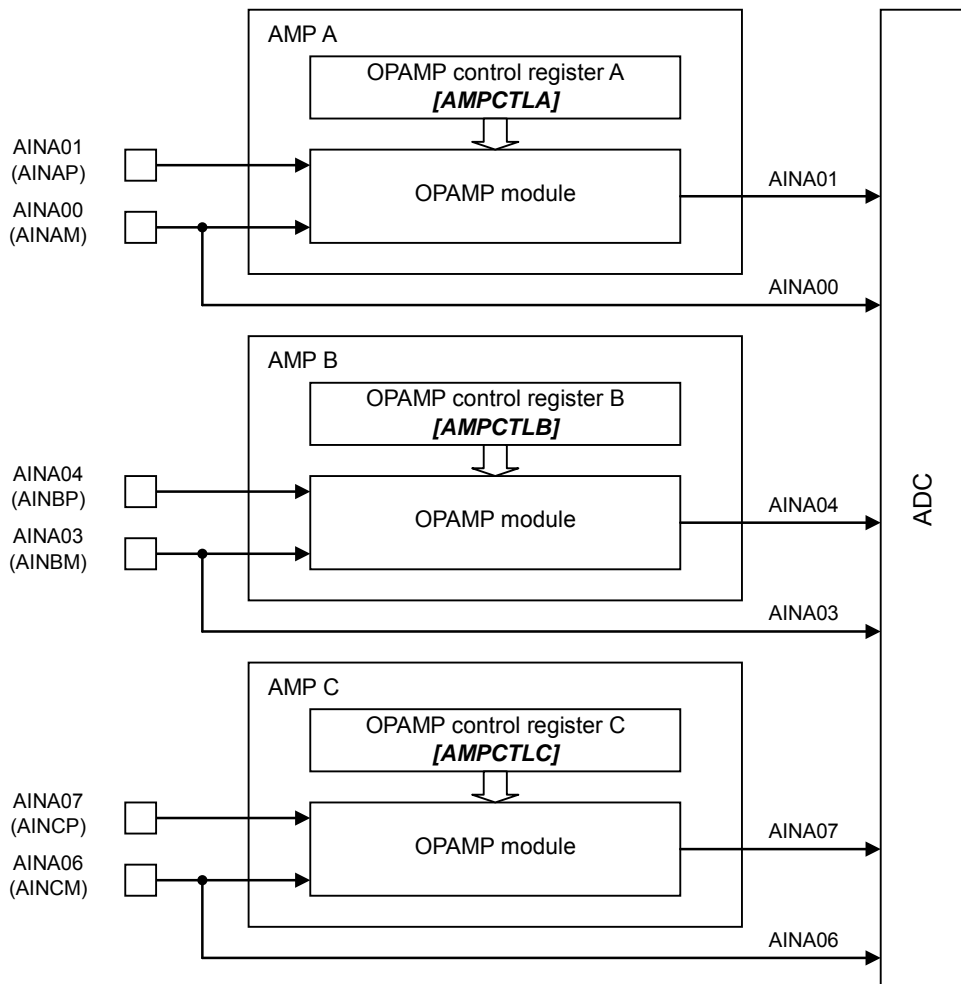 AMP A
OPAMP control register A
[AMPCTLA]
AINA01
(AINAP)
OPAMP module
AINA01
AINA00
(AINAM)
AINA00
AMP B
OPAMP control register B
[AMPCTLB]
AINA04
(AINBP)
OPAMP module
AINA04
AINA03
(AINBM)
AINA03
AMP C
OPAMP control register C
[AMPCTLC]
AINA07
(AINCP)
OPAMP module
AINA07
AINA06
(AINCM)
AINA06
ADC